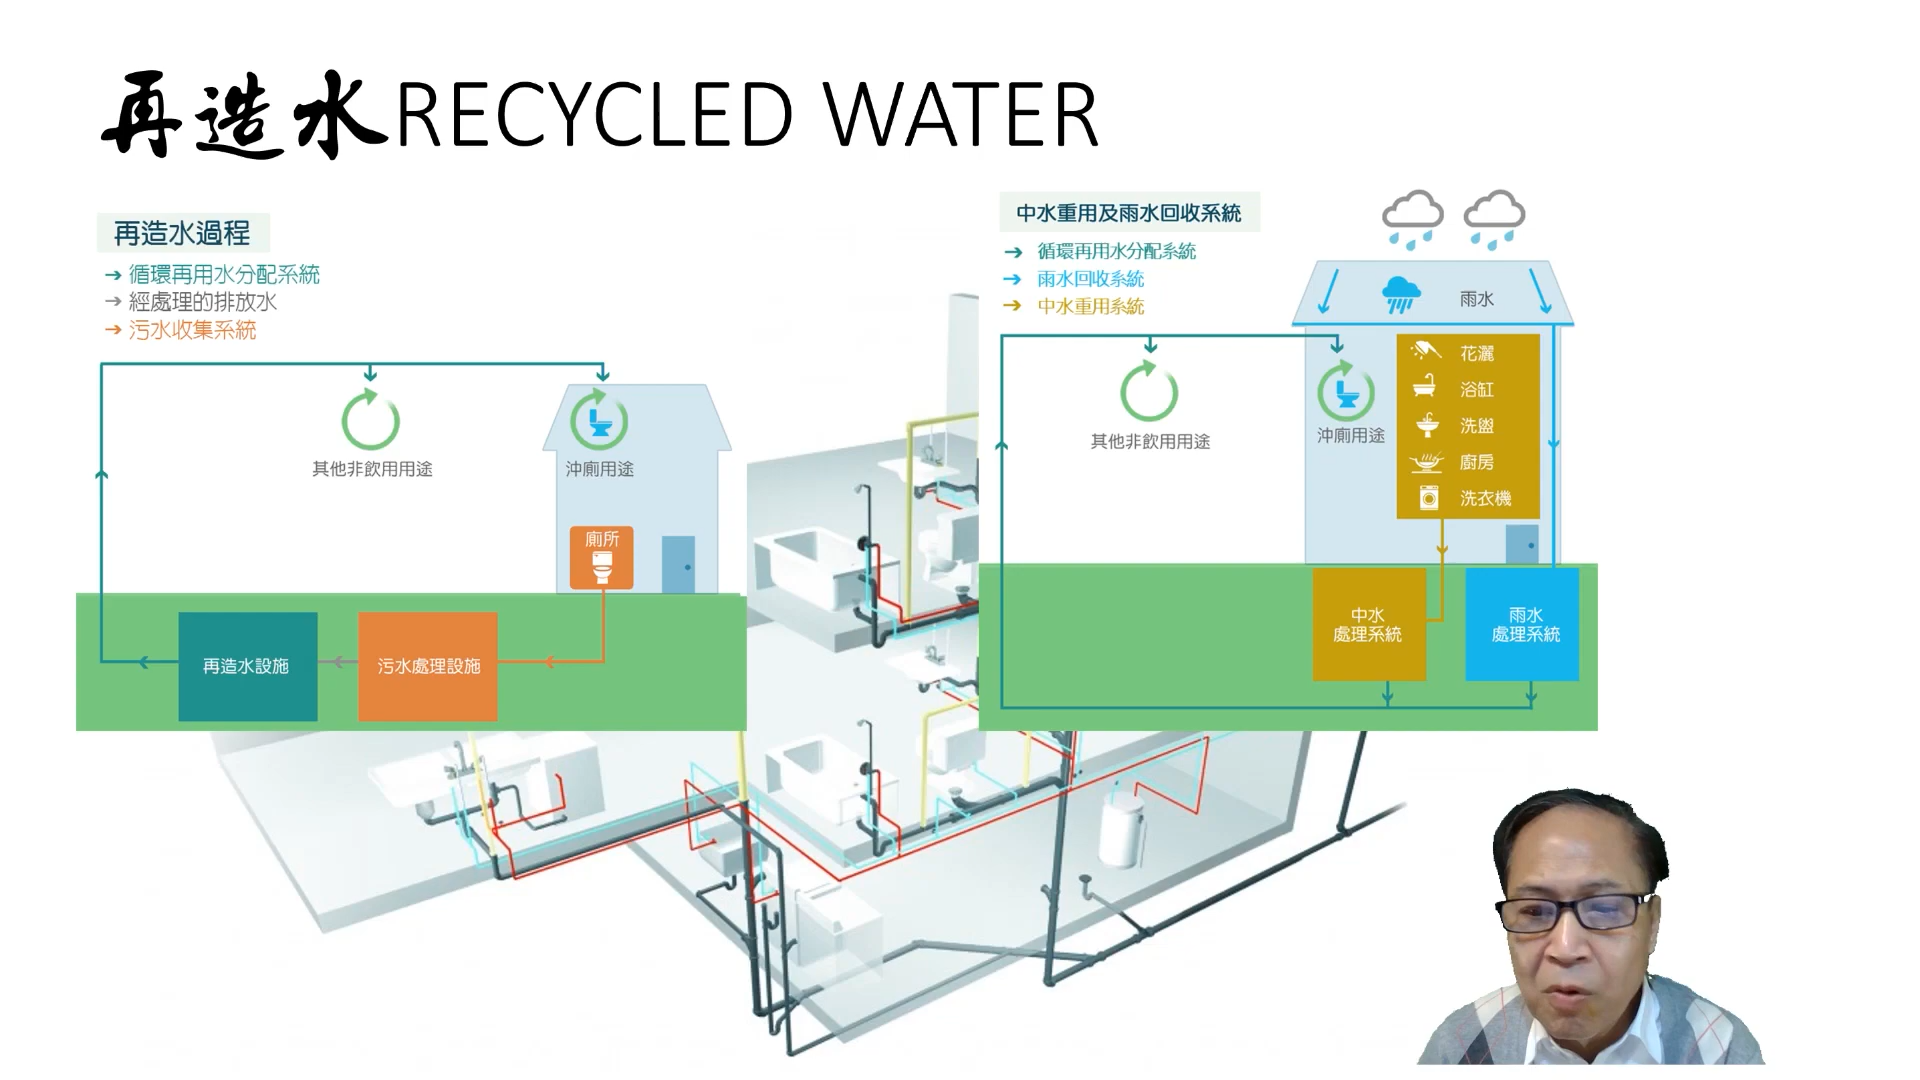 再造水RECYCLED WATER
再造水過程
循環再用水分配系統
經處理的排放水
污水收集系統
其他非飲用用途
沖廁用途
廁所
再造水設施
污水處理設施
中水重用及雨水回收系統
循環再用水分配系統
雨水回收系統
中水重用系統
雨水
花灑
浴缸
洗盥
廚房
洗衣機
其他非飲用用途
沖廁用途
中水
處理系統
雨水
處理系統